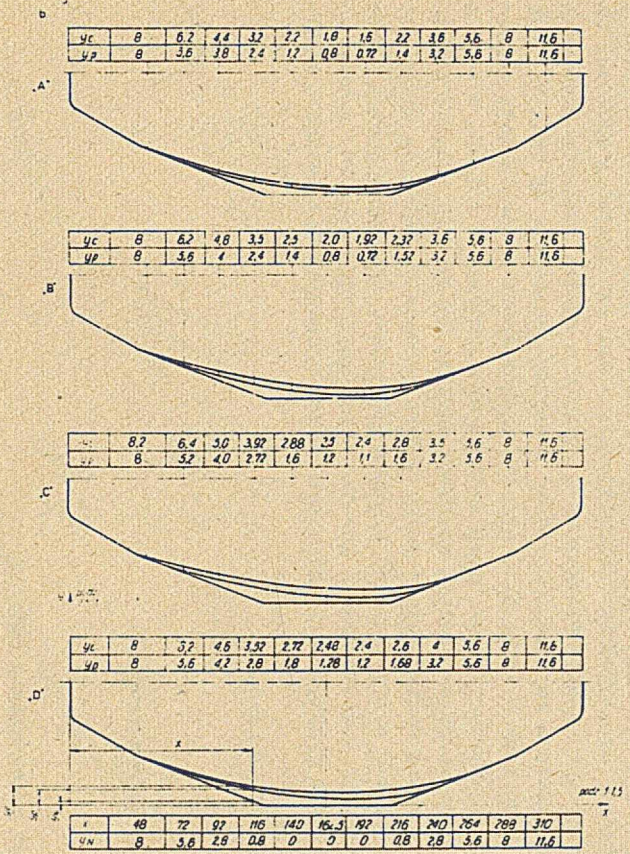 b
yc 8 6.2 4,4 3.2 2.2 1,8 1,6 2,2 3,6 5,6 8 11,6
yp 8 5,6 3,8 2,4 1,2 0,8 0.72 1,4 3,2 5,6 8 11,6
"A"
yc 8 6,2 4,8 3,5 2,5 2,0 1,92 2,32 3,6 5,6 8 11,6
yp 8 5,6 4 2,4 1,4 0,8 0,72 1,52 3,2 5,6 8 11,6
"B"
8.2 6,4 5,0 3,92 2.88 2,5 2,4 2,8 3,5 5,6 8 11,6
8 5,2 4,0 2,72 1,6 1,2 1,1 1,6 3,2 5,6 8 11,6
"C"
y
yc 8 4,6 3,52 2,72 2,48 2,4 2,6 4 5,6 8 11,6
yp 8 5,6 4,2 2,8 1,8 1,28 1,2 1,68 3,2 5,6 8 11,6
"D"
x
x
48 72 92 116 140 192 216 240 264 288 310
yN 8 5,6 2,8 0.8 0 0 0 0,8 2,8 5,6 8 11,6